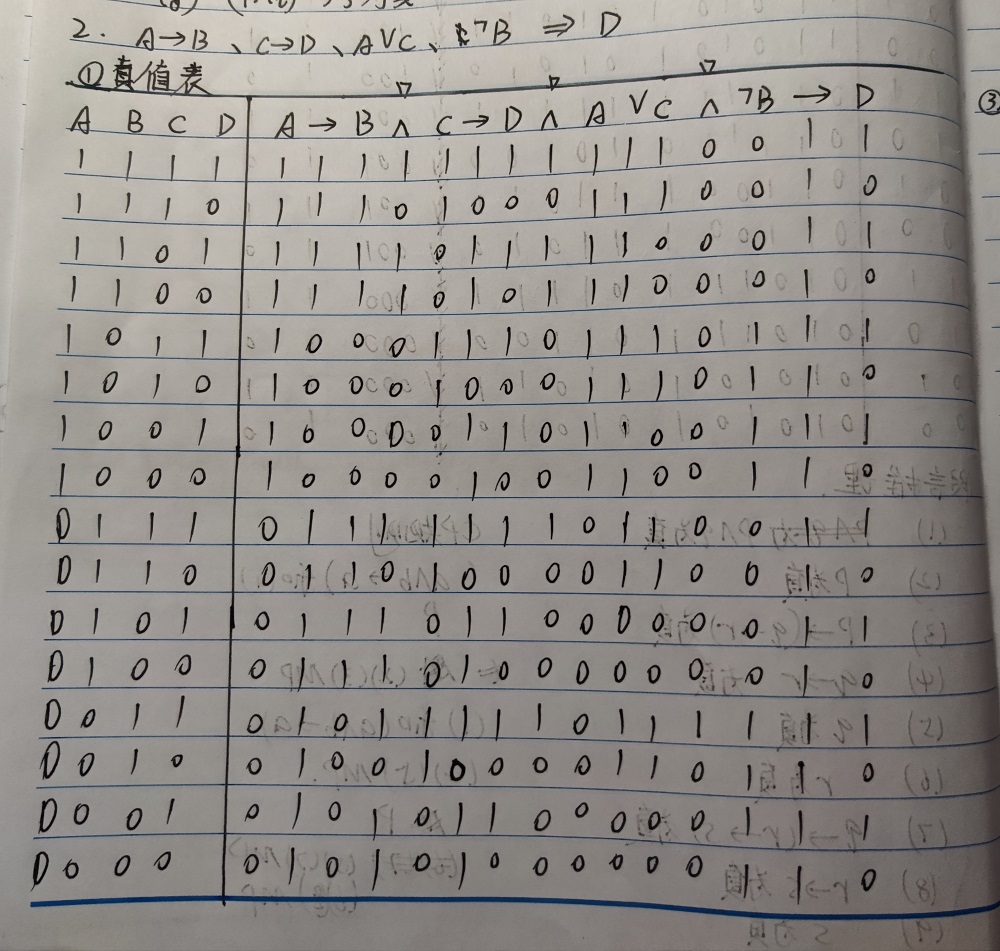 2. A→B、C→D、A∨C、¬B ⇒ D
①真值表
A B C D A → B ∧ C → D ∧ A ∨ C ∧ ¬B → D
③
1 1 1 1 1 1 1 1 1 1 1 1 1 1 1 0 0 1 1
1 1 1 0 1 1 1 0 1 0 0 0 1 1 1 0 0 1 0
1 1 0 1 1 1 1 1 0 1 1 1 1 1 0 0 0 1 1
1 1 0 0 1 1 1 1 0 1 0 1 1 1 0 0 0 1 0
1 0 1 1 1 0 0 0 1 1 1 0 1 1 1 0 1 1 1
1 0 1 0 1 0 0 0 1 0 0 0 1 1 1 0 1 1 0
1 0 0 1 1 0 0 0 0 1 1 0 1 1 0 0 1 1 1
1 0 0 0 1 0 0 0 0 1 0 0 1 1 0 0 1 1 0
0 1 1 1 0 1 1 1 1 1 1 1 0 1 1 0 0 1 1
0 1 1 0 0 1 1 0 1 0 0 0 0 1 1 0 0 1 0
0 1 0 1 0 1 1 1 0 1 1 0 0 0 0 0 0 1 1
0 1 0 0 0 1 1 1 0 1 0 0 0 0 0 0 0 1 0
0 0 1 1 0 1 0 1 1 1 1 1 0 1 1 1 1 1 1
0 0 1 0 0 1 0 0 1 0 0 0 0 1 1 0 1 1 0
0 0 0 1 0 1 0 1 0 1 1 0 0 0 0 0 1 1 1
0 0 0 0 0 1 0 1 0 1 0 0 0 0 0 0 1 1 0